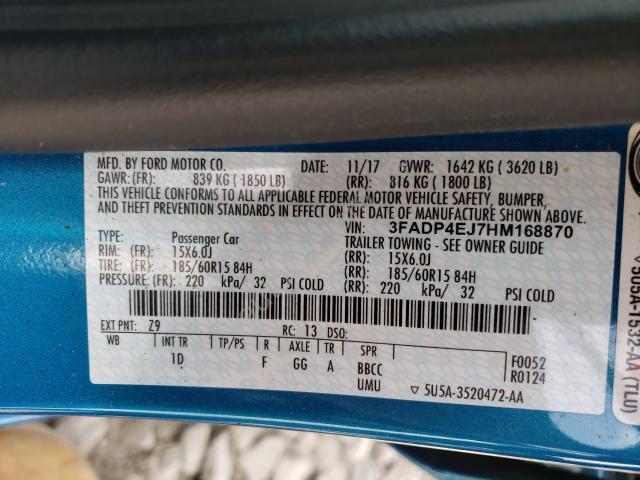 MFD. BY FORD MOTOR CO. DATE: 11/17 GVWR: 1642 KG ( 3620 LB)
GAWR: (FR): 839 KG ( 1850 LB) (RR): 816 KG ( 1800 LB)
THIS VEHICLE CONFORMS TO ALL APPLICABLE FEDERAL MOTOR VEHICLE SAFETY, BUMPER,
AND THEFT PREVENTION STANDARDS IN EFFECT ON THE DATE OF MANUFACTURE SHOWN ABOVE.
VIN: 3FADP4EJ7HM168870
TYPE: Passenger Car TRAILER TOWING - SEE OWNER GUIDE
RIM: (FR): 15X6.0J (RR): 15X6.0J
TIRE: (FR): 185/60R15 84H (RR): 185/60R15 84H
PRESSURE: (FR): 220 kPa/ 32 PSI COLD (RR): 220 kPa/ 32 PSI COLD
EXT PNT: Z9 RC: 13 DSO:
WB INT TR TP/PS R AXLE TR SPR F0052
1D F GG A BBCC R0124
UMU ▽ 5U5A-3520472-AA
▽ 5U5A-1532-AA (TLU)